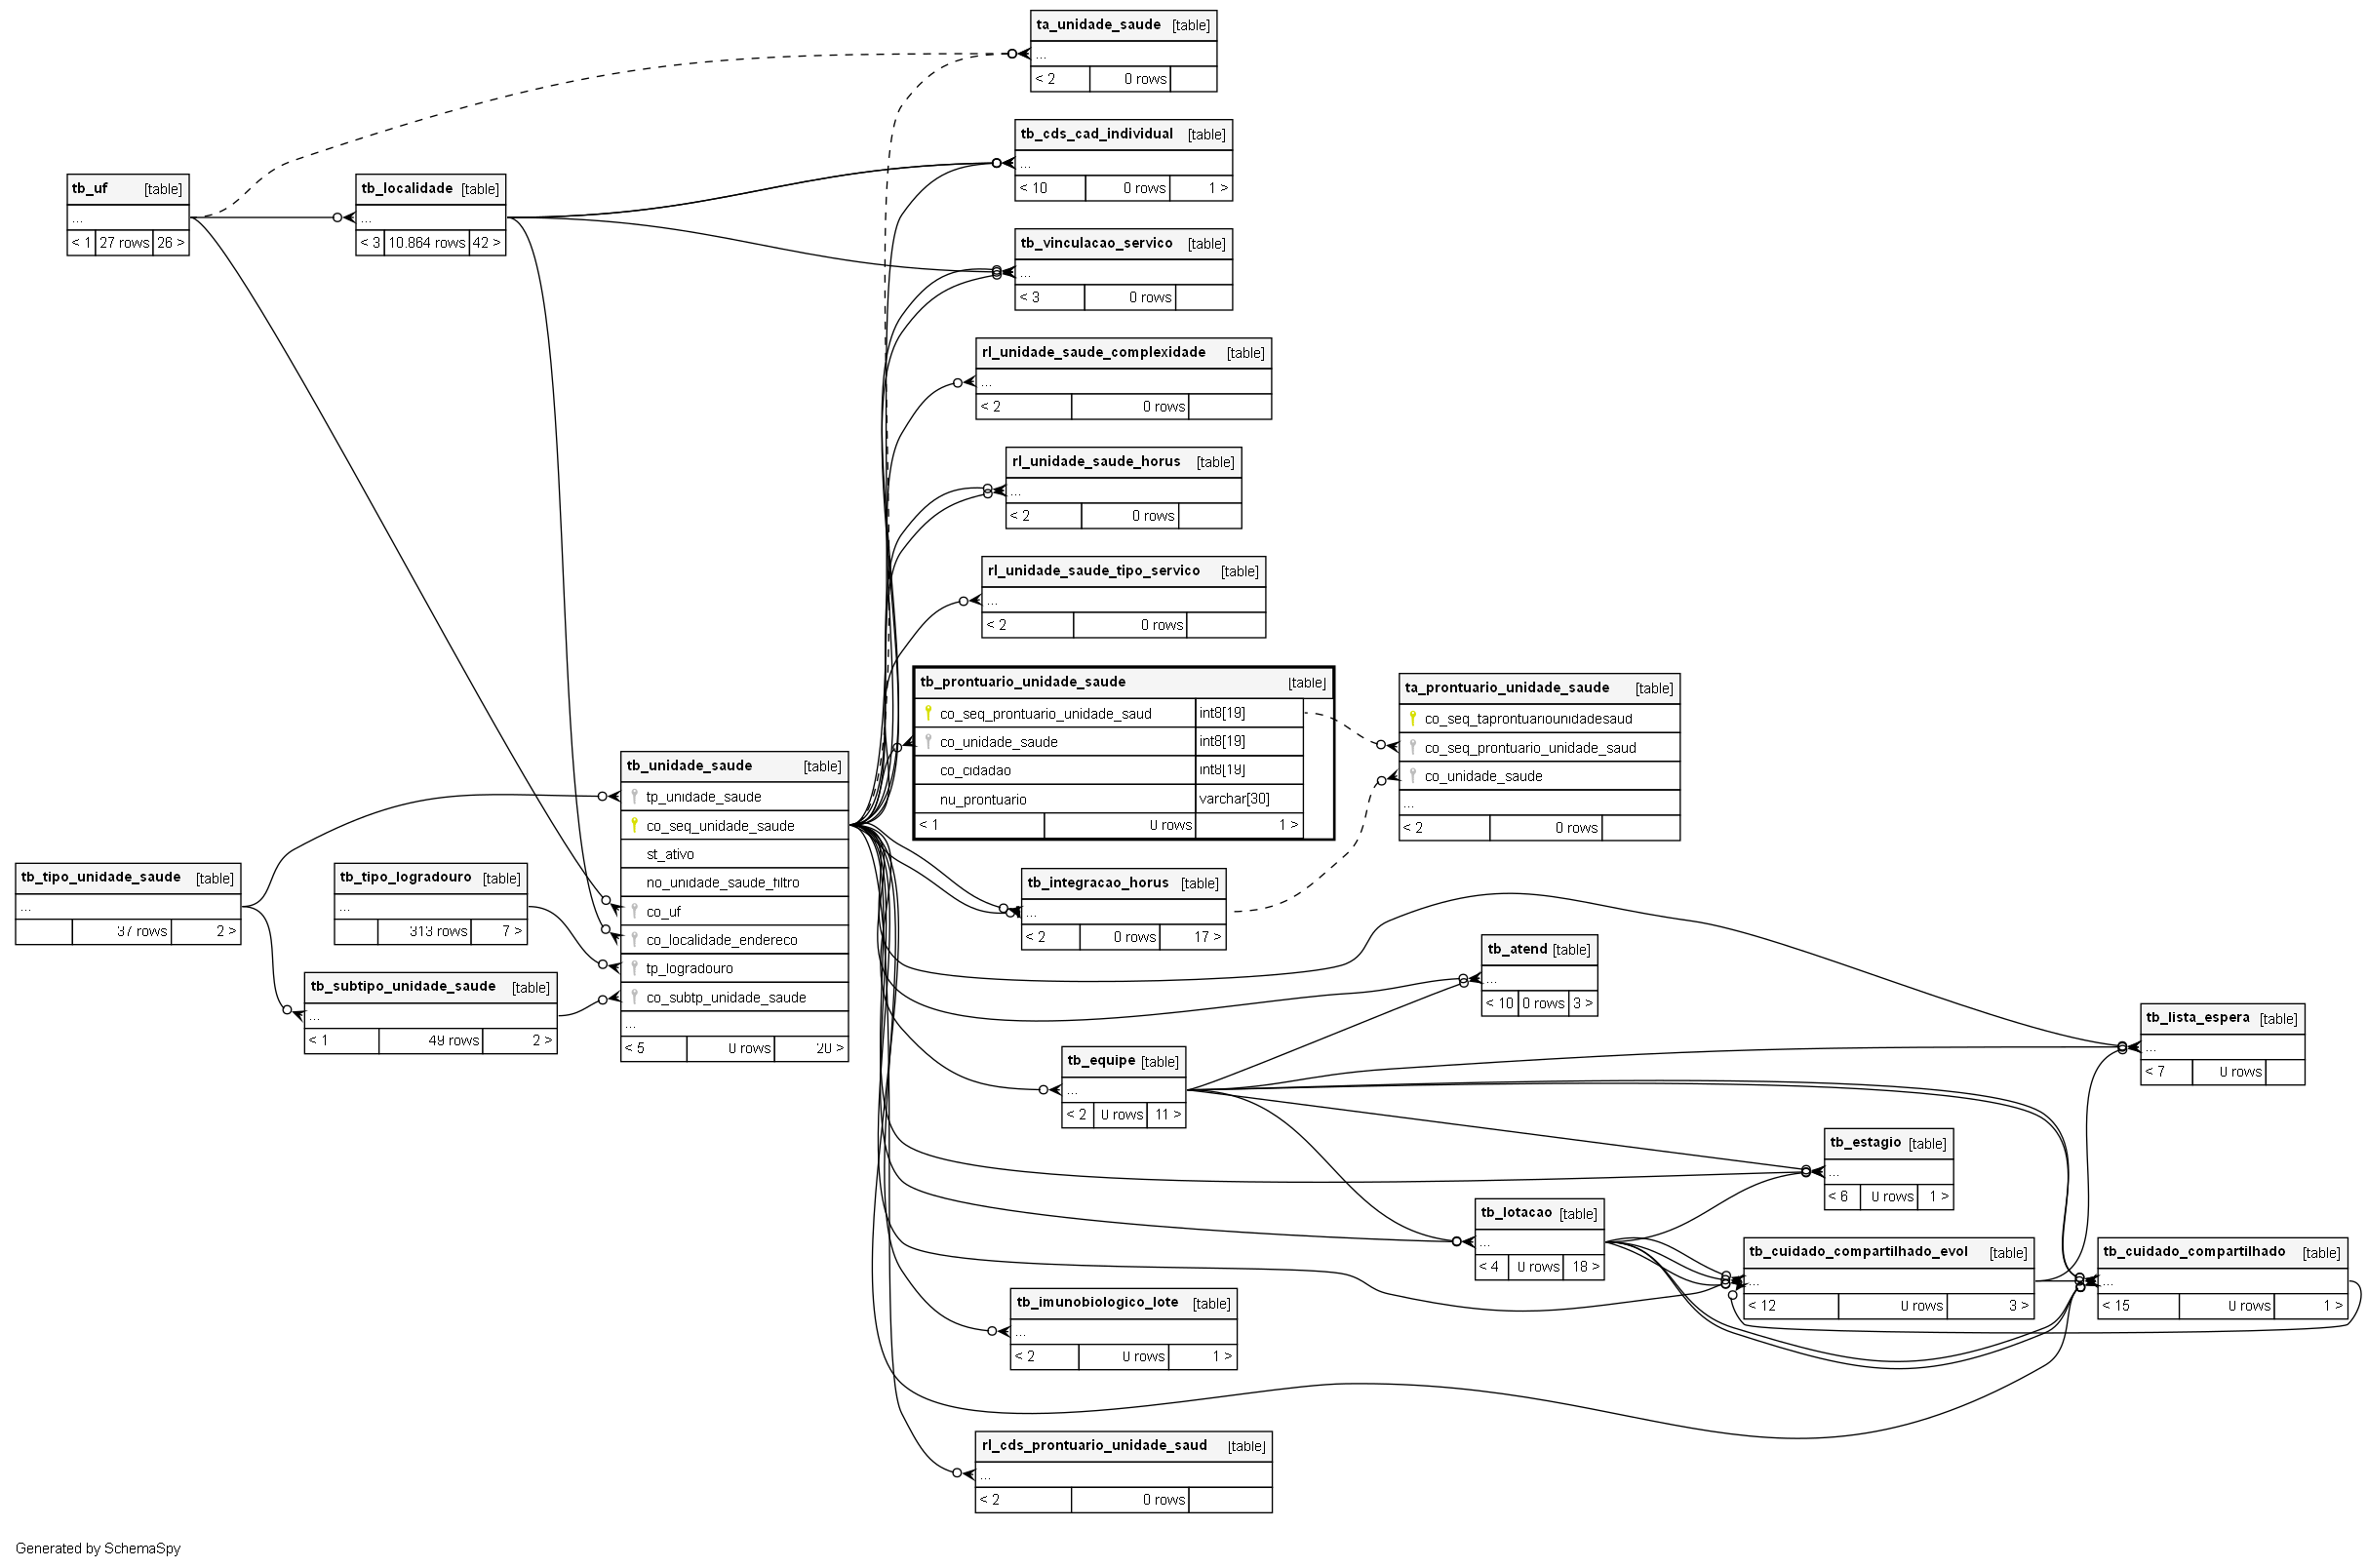 ta_unidade_saude [table]
...
< 2 0 rows
tb_cds_cad_individual [table]
...
< 10 0 rows 1 >
tb_uf [table]
...
< 1 27 rows 26 >
tb_localidade [table]
...
< 3 10.864 rows 42 >
tb_vinculacao_servico [table]
...
< 3 0 rows
rl_unidade_saude_complexidade [table]
...
< 2 0 rows
rl_unidade_saude_horus [table]
...
< 2 0 rows
rl_unidade_saude_tipo_servico [table]
...
< 2 0 rows
tb_prontuario_unidade_saude [table]
co_seq_prontuario_unidade_saud int8[19]
co_unidade_saude int8[19]
co_cidadao int8[19]
nu_prontuario varchar[30]
< 1 0 rows 1 >
ta_prontuario_unidade_saude [table]
co_seq_taprontuariounidadesaud
co_seq_prontuario_unidade_saud
co_unidade_saude
...
< 2 0 rows
tb_unidade_saude [table]
tp_unidade_saude
co_seq_unidade_saude
st_ativo
no_unidade_saude_filtro
co_uf
co_localidade_endereco
tp_logradouro
co_subtp_unidade_saude
...
< 5 0 rows 20 >
tb_tipo_unidade_saude [table]
...
37 rows 2 >
tb_tipo_logradouro [table]
...
313 rows 7 >
tb_subtipo_unidade_saude [table]
...
< 1 49 rows 2 >
tb_integracao_horus [table]
...
< 2 0 rows 17 >
tb_atend [table]
...
< 10 0 rows 3 >
tb_lista_espera [table]
...
< 7 0 rows
tb_equipe [table]
...
< 2 0 rows 11 >
tb_estagio [table]
...
< 6 0 rows 1 >
tb_lotacao [table]
...
< 4 0 rows 18 >
tb_cuidado_compartilhado_evol [table]
...
< 12 0 rows 3 >
tb_cuidado_compartilhado [table]
...
< 15 0 rows 1 >
tb_imunobiologico_lote [table]
...
< 2 0 rows 1 >
rl_cds_prontuario_unidade_saud [table]
...
< 2 0 rows
Generated by SchemaSpy